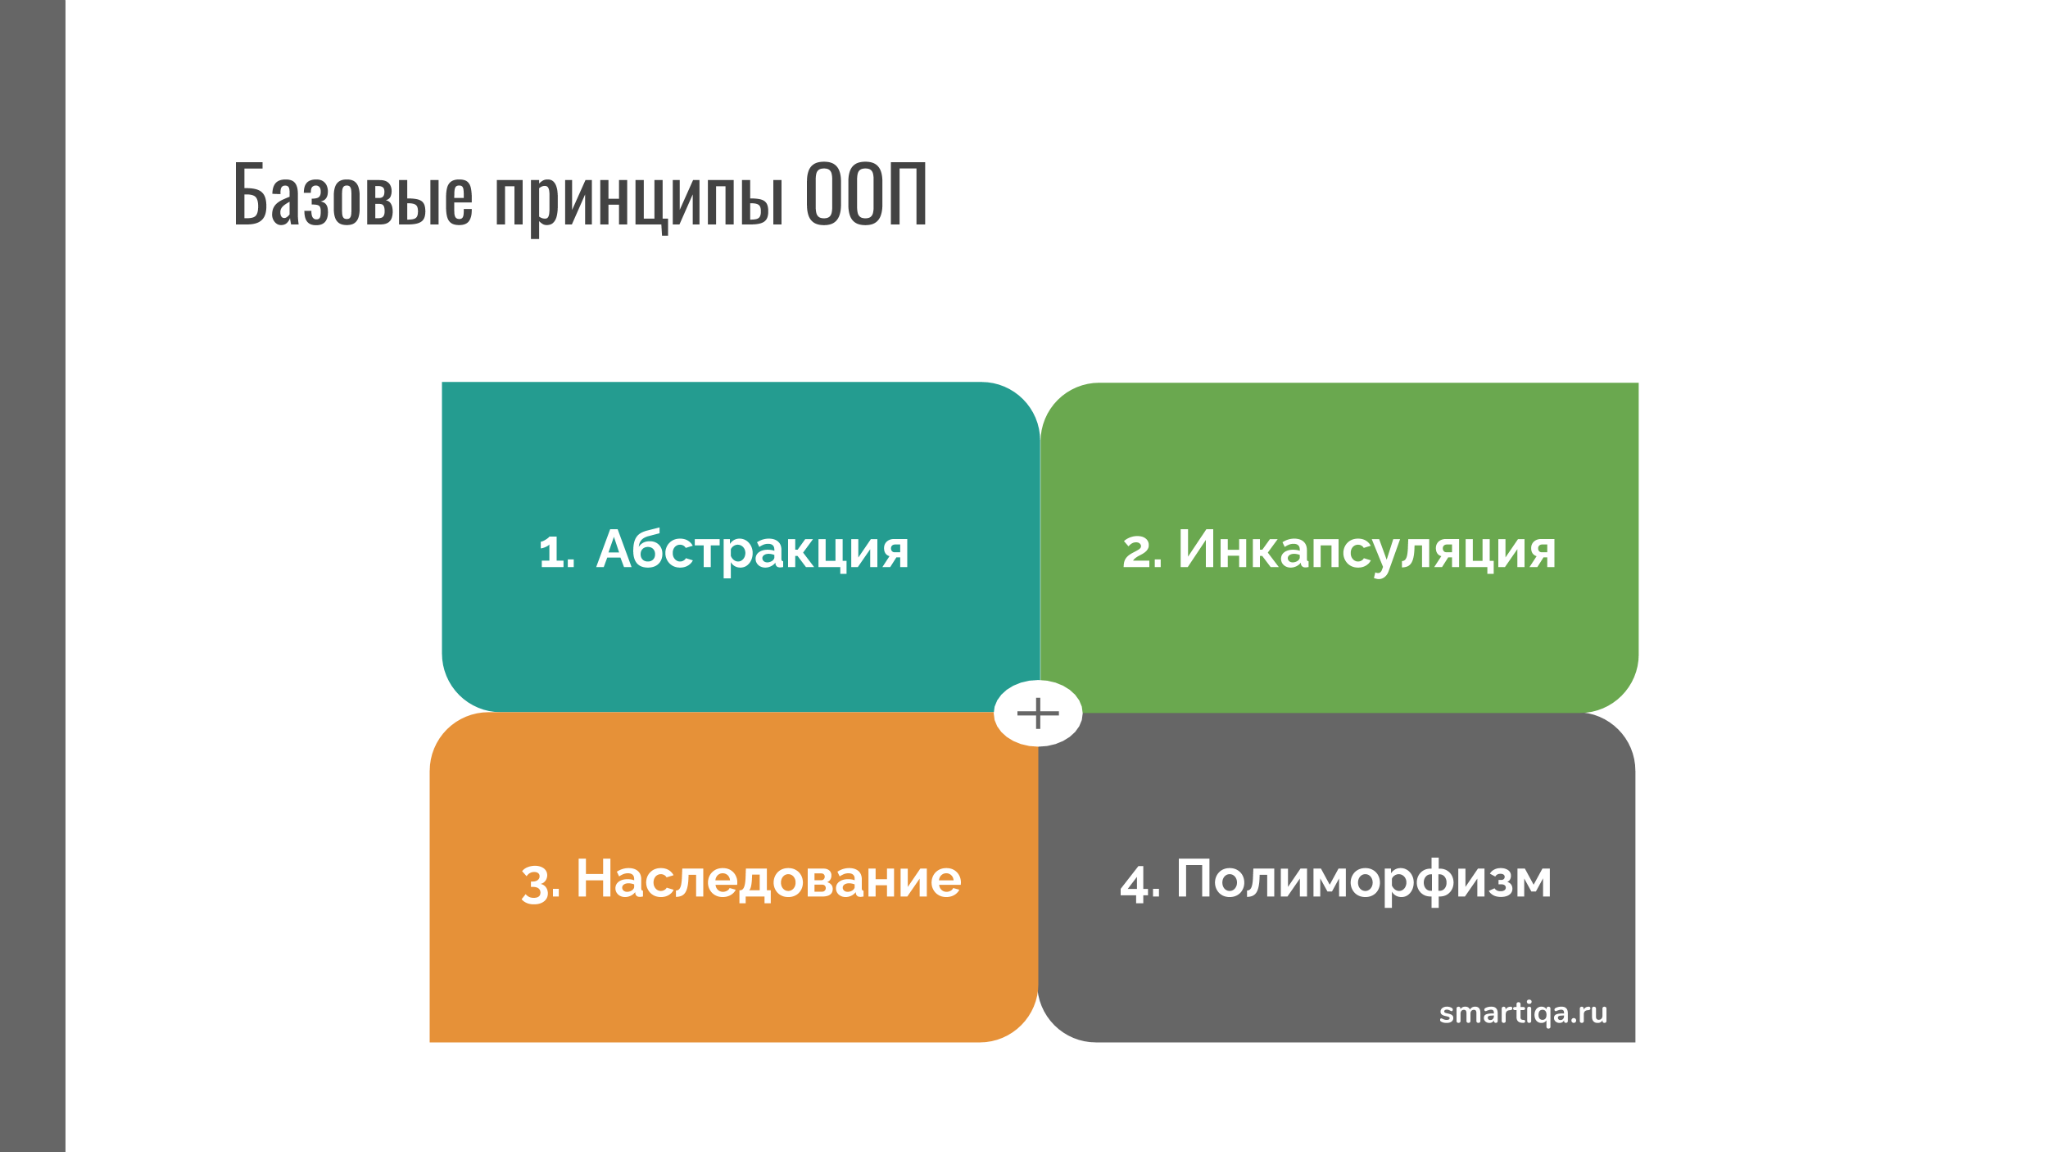 Базовые принципы ООП
1. Абстракция
2. Инкапсуляция
3. Наследование
4. Полиморфизм
smartiqa.ru